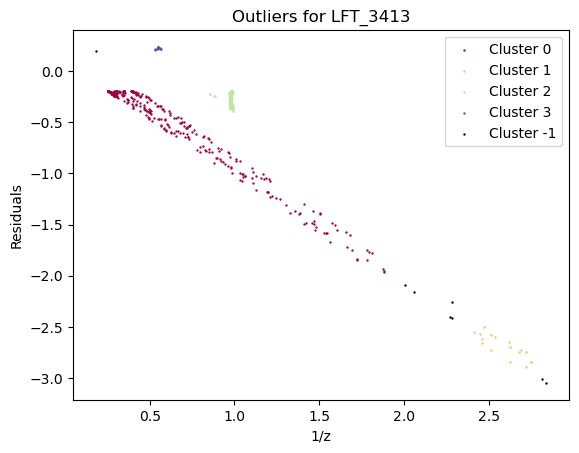 Outliers for LFT_3413
Cluster 0
Cluster 1
Cluster 2
Cluster 3
Cluster -1
Residuals
0.0
−0.5
−1.0
−1.5
−2.0
−2.5
−3.0
0.5 1.0 1.5 2.0 2.5
1/z